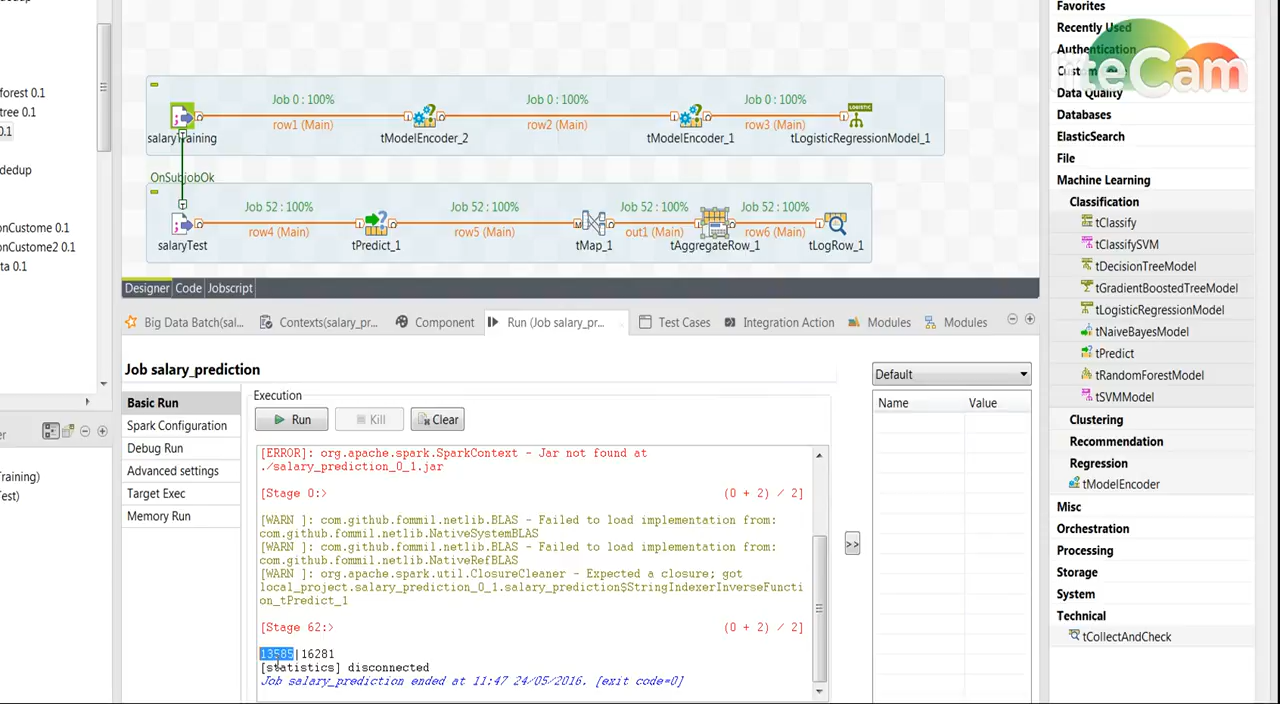 forest 0.1
tree 0.1
0.1
dedup
onCustome 0.1
onCustome2 0.1
ta 0.1
er
raining)
Test)
Job 0 : 100%
Job 0 : 100%
Job 0 : 100%
row1 (Main)
row2 (Main)
row3 (Main)
LOGISTIC
salaryTraining
tModelEncoder_2
tModelEncoder_1
tLogisticRegressionModel_1
OnSubjobOk
Job 52 : 100%
Job 52 : 100%
Job 52 : 100%
Job 52 : 100%
row4 (Main)
row5 (Main)
out1 (Main)
row6 (Main)
salaryTest
tPredict_1
tMap_1
tAggregateRow_1
tLogRow_1
Designer
Code
Jobscript
Big Data Batch(sal...
Contexts(salary_pr...
Component
Run (Job salary_p...
Test Cases
Integration Action
Modules
Modules
Job salary_prediction
Basic Run
Spark Configuration
Debug Run
Advanced settings
Target Exec
Memory Run
Execution
Run
Kill
Clear
[ERROR]: org.apache.spark.SparkContext - Jar not found at
./salary_prediction_0_1.jar
[Stage 0:> (0 + 2) / 2]
[WARN ]: com.github.fommil.netlib.BLAS - Failed to load implementation from:
com.github.fommil.netlib.NativeSystemBLAS
[WARN ]: com.github.fommil.netlib.BLAS - Failed to load implementation from:
com.github.fommil.netlib.NativeRefBLAS
[WARN ]: org.apache.spark.util.ClosureCleaner - Expected a closure; got
local_project.salary_prediction_0_1.salary_prediction$StringIndexerInverseFuncti
on_tPredict_1
[Stage 62:> (0 + 2) / 2]
13585|16281
[statistics] disconnected
Job salary_prediction ended at 11:47 24/05/2016. [exit code=0]
>>
Default
Name
Value
Favorites
Recently Used
Authentication
Data Quality
Databases
ElasticSearch
File
Machine Learning
Classification
tClassify
tClassifySVM
tDecisionTreeModel
tGradientBoostedTreeModel
tLogisticRegressionModel
tNaiveBayesModel
tPredict
tRandomForestModel
tSVMModel
Clustering
Recommendation
Regression
tModelEncoder
Misc
Orchestration
Processing
Storage
System
Technical
tCollectAndCheck